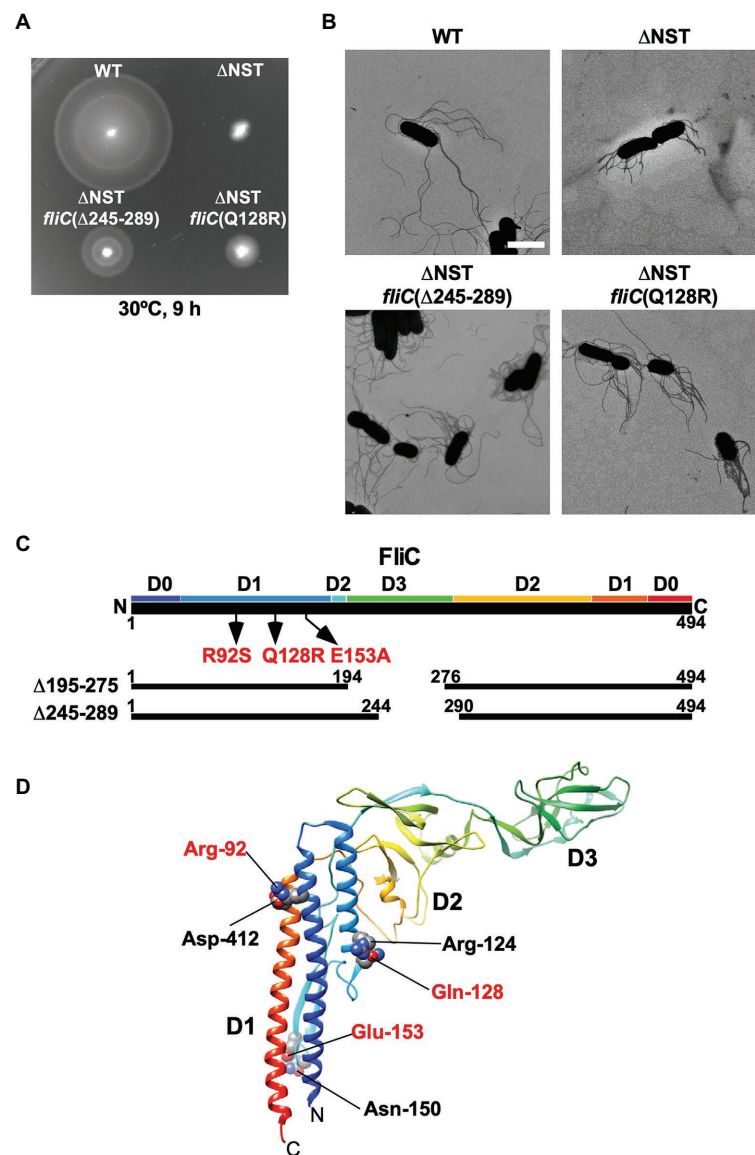 A
WT
ΔNST
ΔNST
fliC(Δ245-289)
ΔNST
fliC(Q128R)
30ºC, 9 h
B
WT
ΔNST
ΔNST
fliC(Δ245-289)
ΔNST
fliC(Q128R)
C
FliC
D0 D1 D2 D3 D2 D1 D0
N C
1 494
R92S Q128R E153A
Δ195-275 1 194 276 494
Δ245-289 1 244 290 494
D
Arg-92
Asp-412
D3
D2
Arg-124
Gln-128
D1
Glu-153
Asn-150
N
C